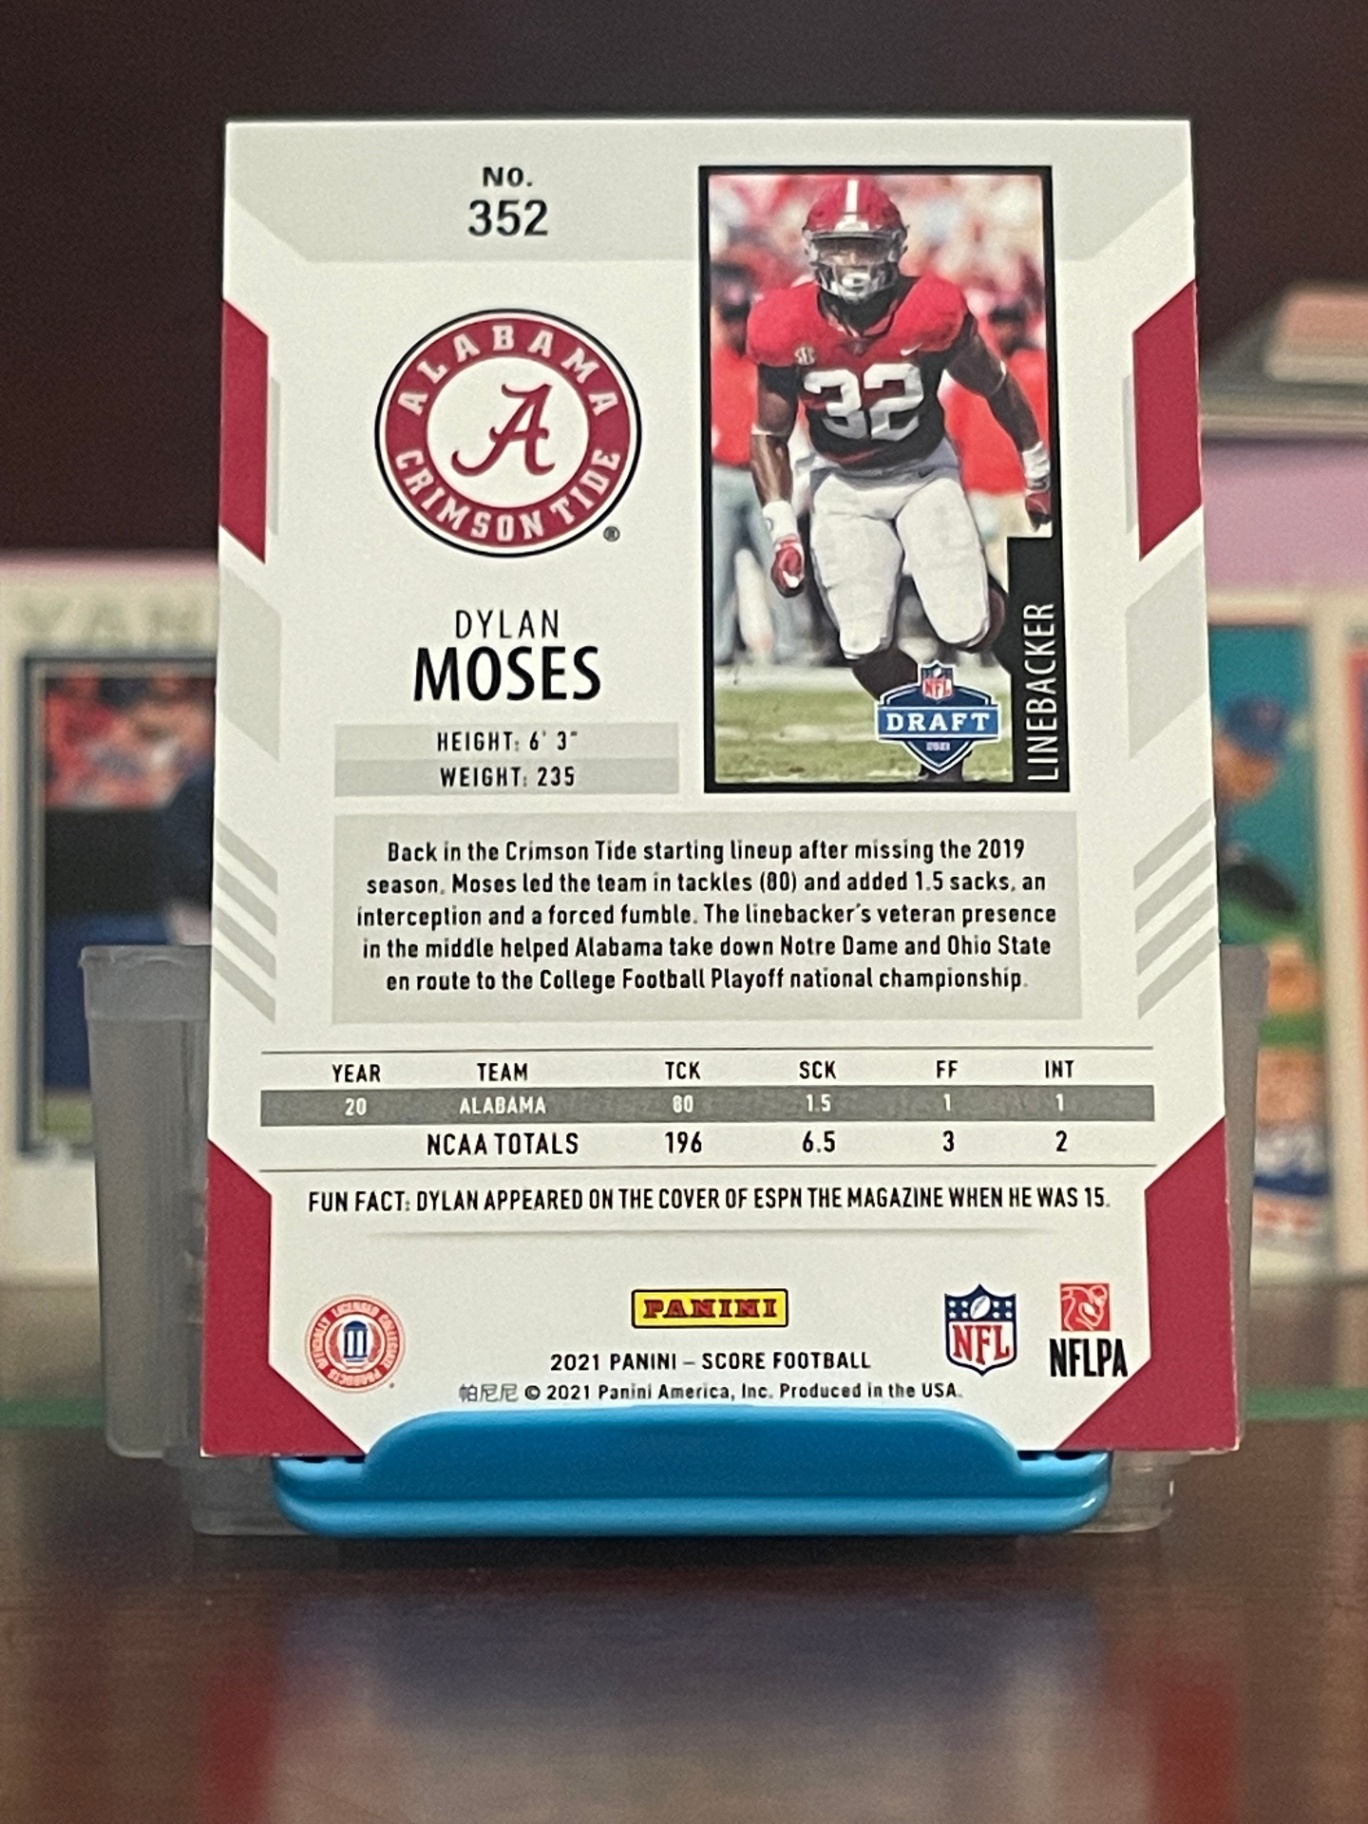 No.
352
ALABAMA
A
CRIMSON TIDE
®
DYLAN
MOSES
HEIGHT: 6' 3"
WEIGHT: 235
32
NFL
DRAFT
2021
LINEBACKER
Back in the Crimson Tide starting lineup after missing the 2019
season, Moses led the team in tackles (80) and added 1.5 sacks, an
interception and a forced fumble. The linebacker's veteran presence
in the middle helped Alabama take down Notre Dame and Ohio State
en route to the College Football Playoff national championship.
YEAR TEAM TCK SCK FF INT
20 ALABAMA 80 1.5 1 1
NCAA TOTALS 196 6.5 3 2
FUN FACT: DYLAN APPEARED ON THE COVER OF ESPN THE MAGAZINE WHEN HE WAS 15.
OFFICIALLY LICENSED COLLEGIATE PRODUCTS
PANINI
NFL
NFLPA
2021 PANINI – SCORE FOOTBALL
帕尼尼 © 2021 Panini America, Inc. Produced in the USA.